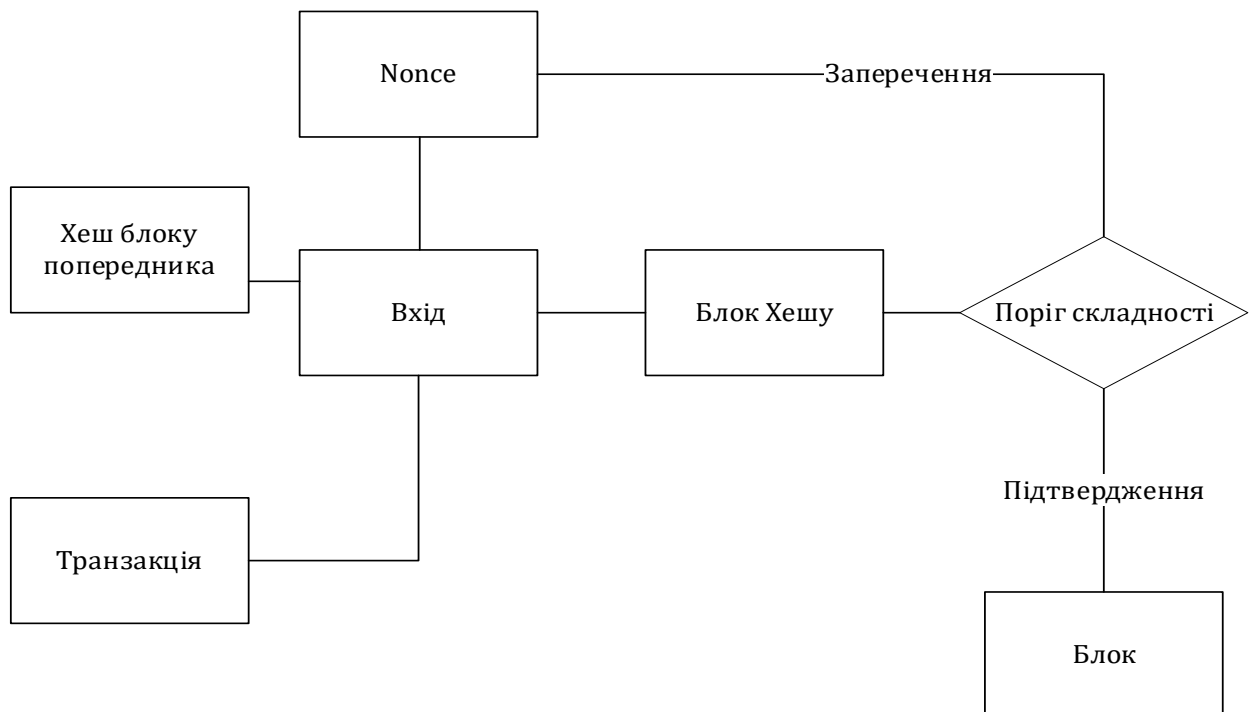 Nonce
Заперечення
Хеш блоку
попередника
Вхід
Блок Хешу
Поріг складності
Підтвердження
Транзакція
Блок